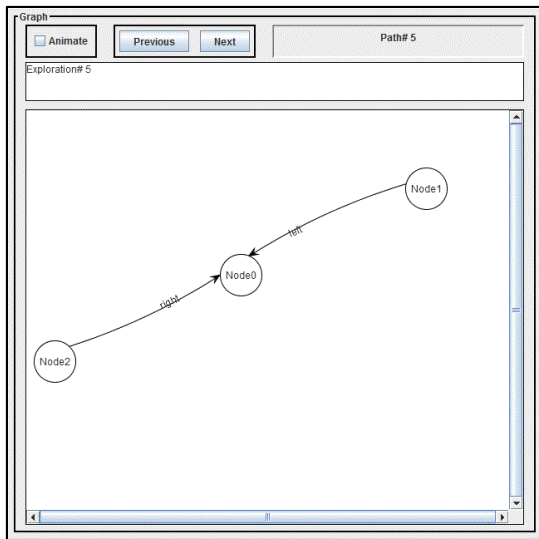 Graph
Animate
Previous
Next
Path# 5
Exploration# 5
Node1
left
Node0
right
Node2